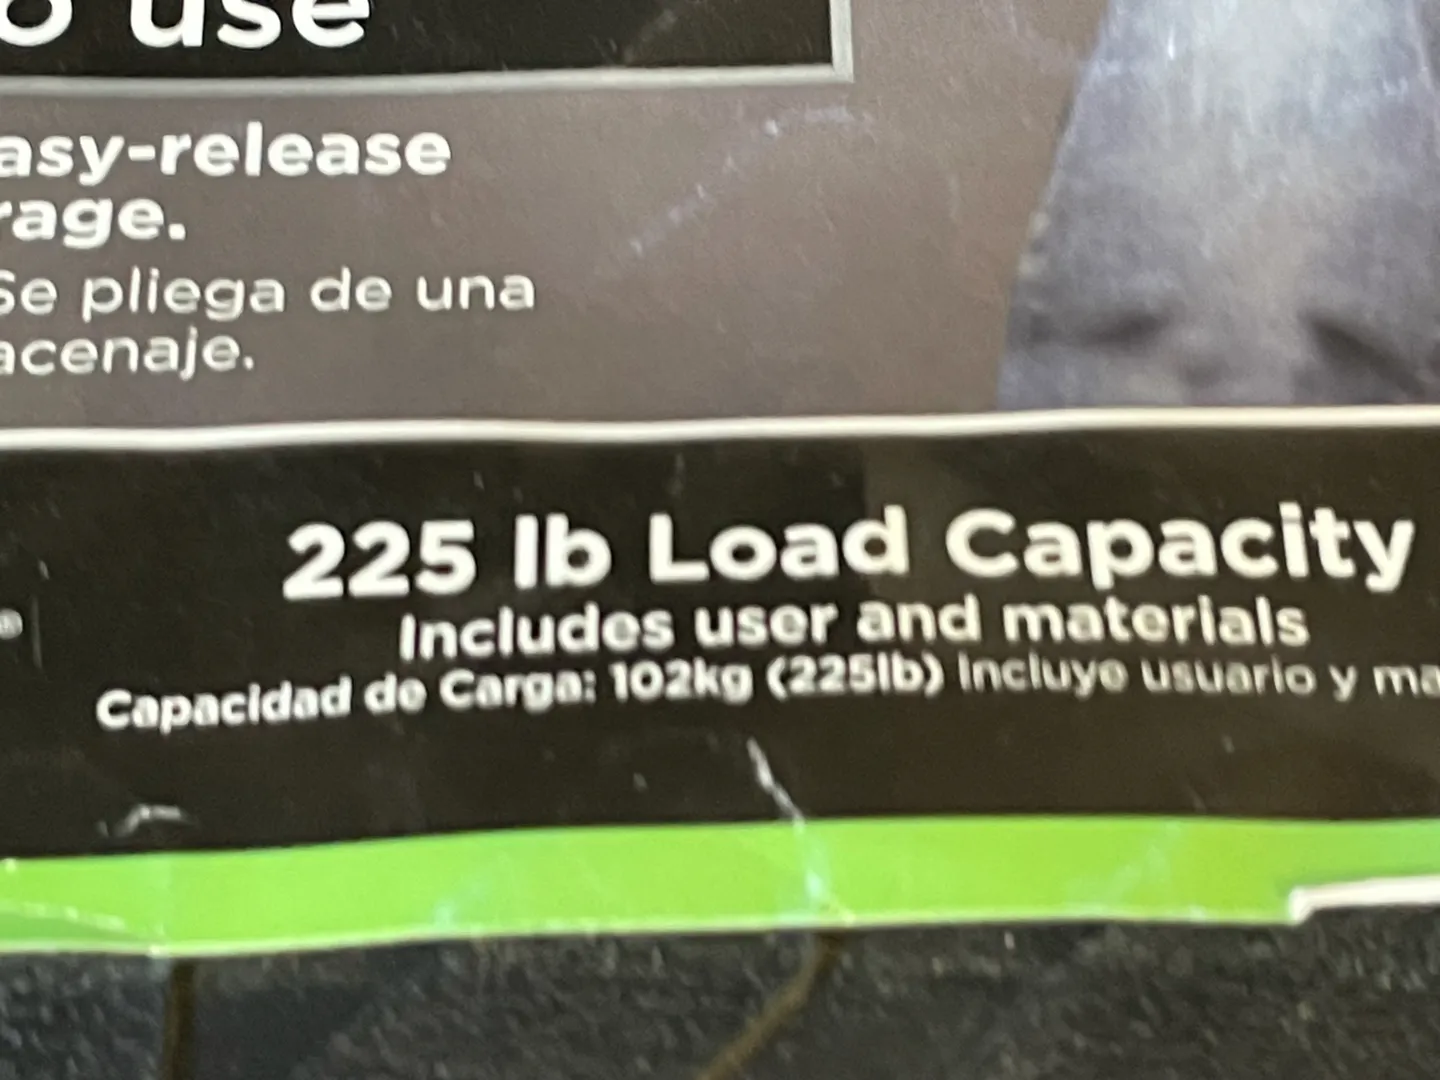 o use
asy-release
rage.
Se pliega de una
acenaje.
225 lb Load Capacity
Includes user and materials
®
Capacidad de Carga: 102kg (225lb) Incluye usuario y ma